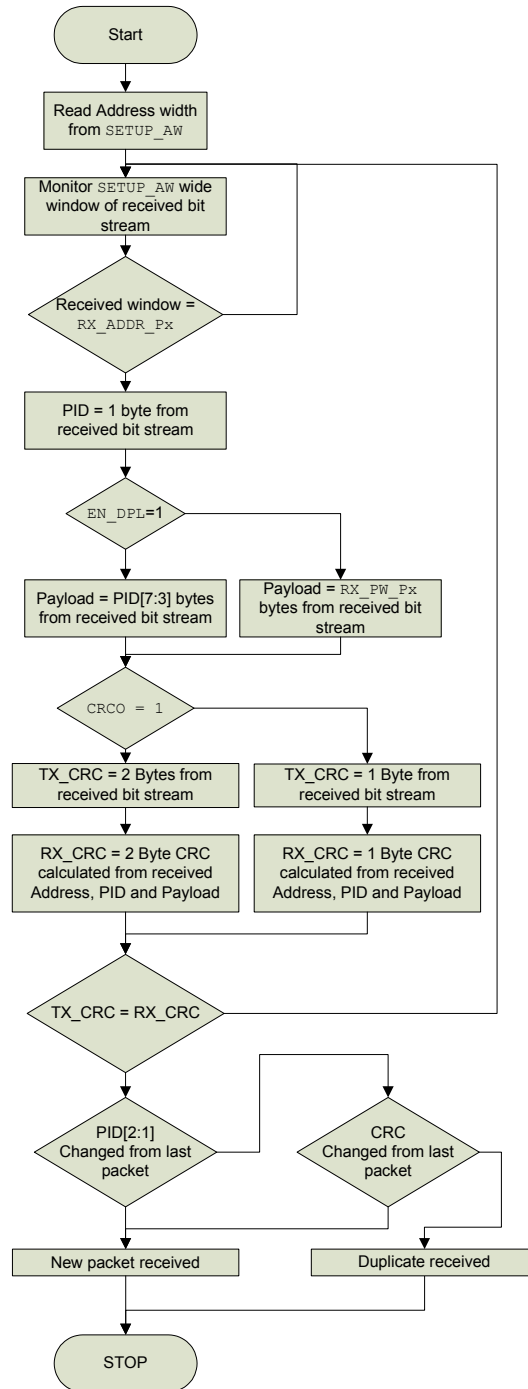 Start
Read Address width
from SETUP_AW
Monitor SETUP_AW wide
window of received bit
stream
Received window =
RX_ADDR_Px
PID = 1 byte from
received bit stream
EN_DPL=1
Payload = PID[7:3] bytes
from received bit stream
Payload = RX_PW_Px
bytes from received bit
stream
CRCO = 1
TX_CRC = 2 Bytes from
received bit stream
TX_CRC = 1 Byte from
received bit stream
RX_CRC = 2 Byte CRC
calculated from received
Address, PID and Payload
RX_CRC = 1 Byte CRC
calculated from received
Address, PID and Payload
TX_CRC = RX_CRC
PID[2:1]
Changed from last
packet
CRC
Changed from last
packet
New packet received
Duplicate received
STOP